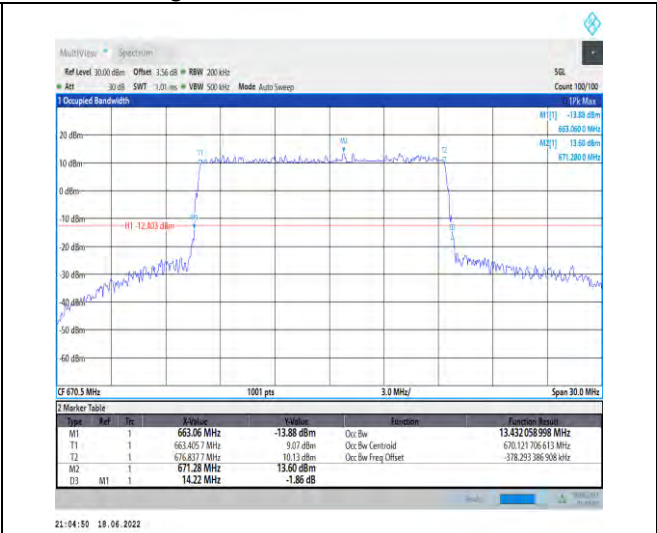 MultiView Spectrum
Ref Level 30.00 dBm Offset 3.56 dB RBW 200 kHz SGL
Att 30 dB SWT 1.01 ms VBW 500 kHz Mode Auto Sweep Count 100/100
1 Occupied Bandwidth 1Pk Max
M1[1] -13.88 dBm
663.060 0 MHz
M2[1] 13.60 dBm
671.280 0 MHz
20 dBm
M2
T1
T2
10 dBm
0 dBm
-10 dBm
M1
H1 -12.803 dBm
D3
-20 dBm
-30 dBm
-40 dBm
-50 dBm
-60 dBm
CF 670.5 MHz 1001 pts 3.0 MHz/ Span 30.0 MHz
2 Marker Table
Type Ref Trc X-Value Y-Value Function Function Result
M1 1 663.06 MHz -13.88 dBm Occ Bw 13.432 058 998 MHz
T1 1 663.405 7 MHz 9.07 dBm Occ Bw Centroid 670.121 706 613 MHz
T2 1 676.837 7 MHz 10.13 dBm Occ Bw Freq Offset -378.293 386 908 kHz
M2 1 671.28 MHz 13.60 dBm
D3 M1 1 14.22 MHz -1.86 dB
21:04:50 18.06.2022